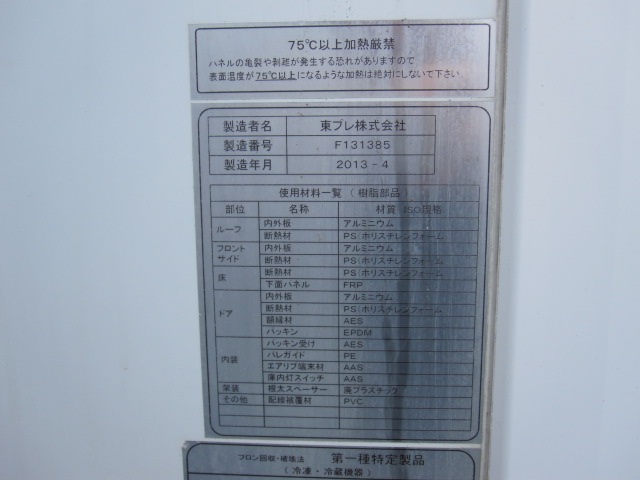 75℃以上加熱厳禁
パネルの亀裂や剥離が発生する恐れがありますので
表面温度が75℃以上になるような加熱は絶対にしないで下さい
製造者名 東プレ株式会社
製造番号 F131385
製造年月 2013-4
使用材料一覧(樹脂部品)
部位 名称 材質 ISO規格
ルーフ 内外板 アルミニウム
断熱材 PS(ポリスチレンフォーム
フロント サイド 内外板 アルミニウム
断熱材 PS(ポリスチレンフォーム
床 断熱材 PS(ポリスチレンフォーム
下面パネル FRP
ドア 内外板 アルミニウム
断熱材 PS(ポリスチレンフォーム
額縁材 AES
パッキン EPDM
内装 パッキン受け AES
パレガイド PE
エアリブ端末材 AAS
庫内灯スイッチ AAS
架装 根太スペーサー 廃プラスチック
その他 配線被覆材 PVC
フロン回収・破壊法 第一種特定製品
(冷凍・冷蔵機器)